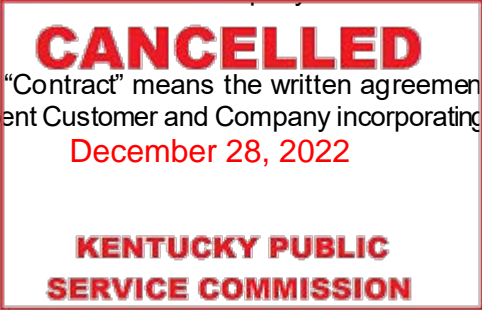 CANCELLED
“Contract” means the written agreemen
ent Customer and Company incorporating
December 28, 2022
KENTUCKY PUBLIC
SERVICE COMMISSION